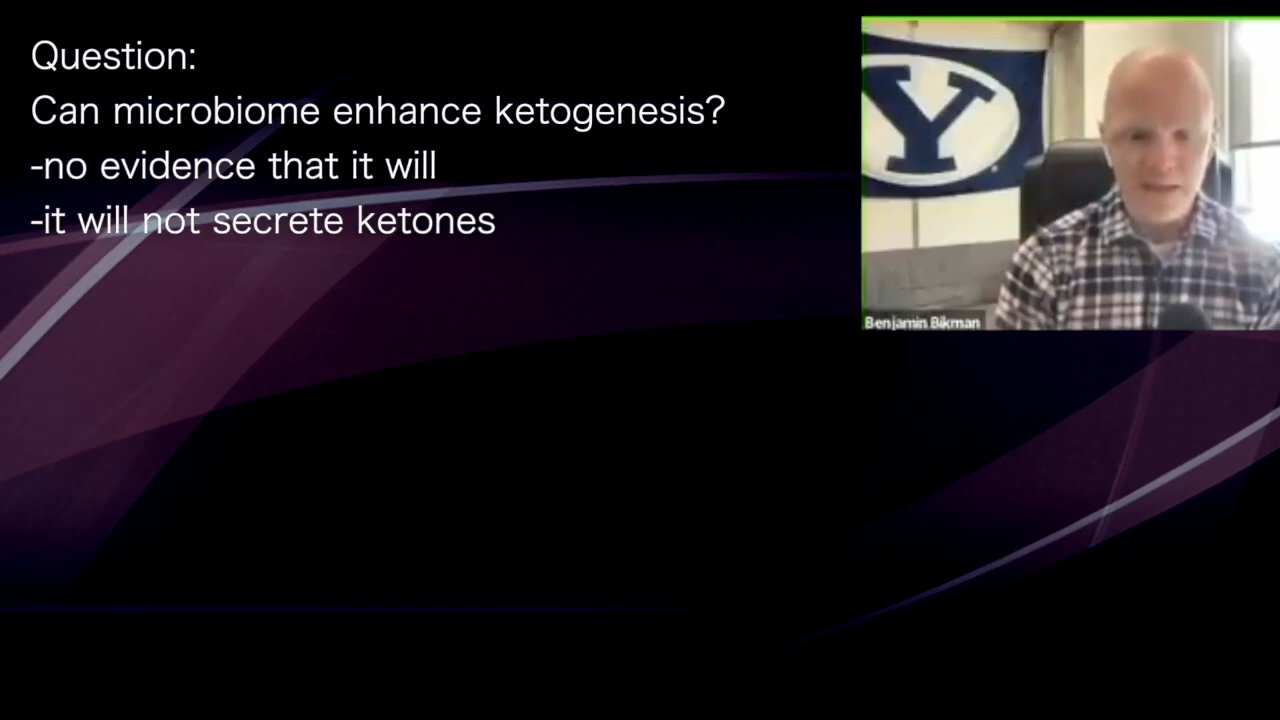 Question:
Can microbiome enhance ketogenesis?
-no evidence that it will
-it will not secrete ketones
Y
Benjamin Bikman